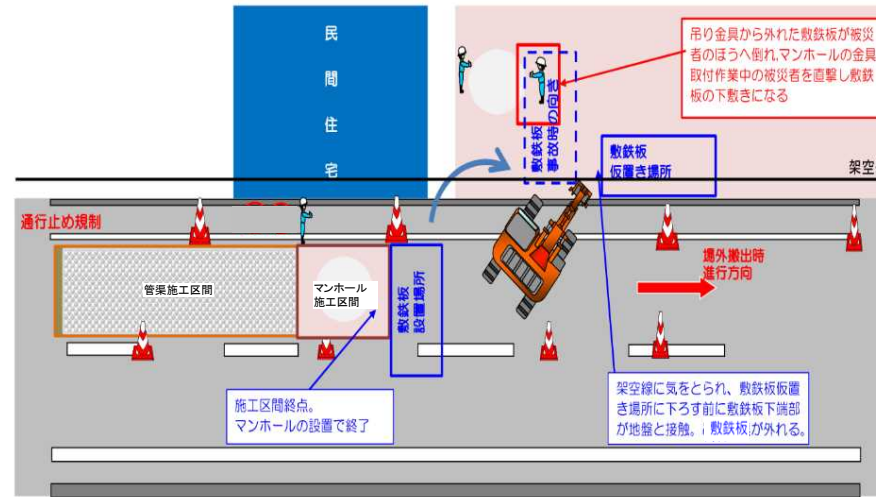 吊り金具から外れた敷鉄板が被災
者のほうへ倒れ,マンホールの金具
取付作業中の被災者を直撃し敷鉄
板の下敷きになる
民間住宅
敷鉄板
事故時の向き
敷鉄板
仮置き場所
架空
通行止め規制
管渠施工区間
マンホール
施工区間
敷鉄板
設置場所
場外搬出時
進行方向
施工区間終点。
マンホールの設置で終了
架空線に気をとられ、敷鉄板仮置
き場所に下ろす前に敷鉄板下端部
が地盤と接触。敷鉄板が外れる。